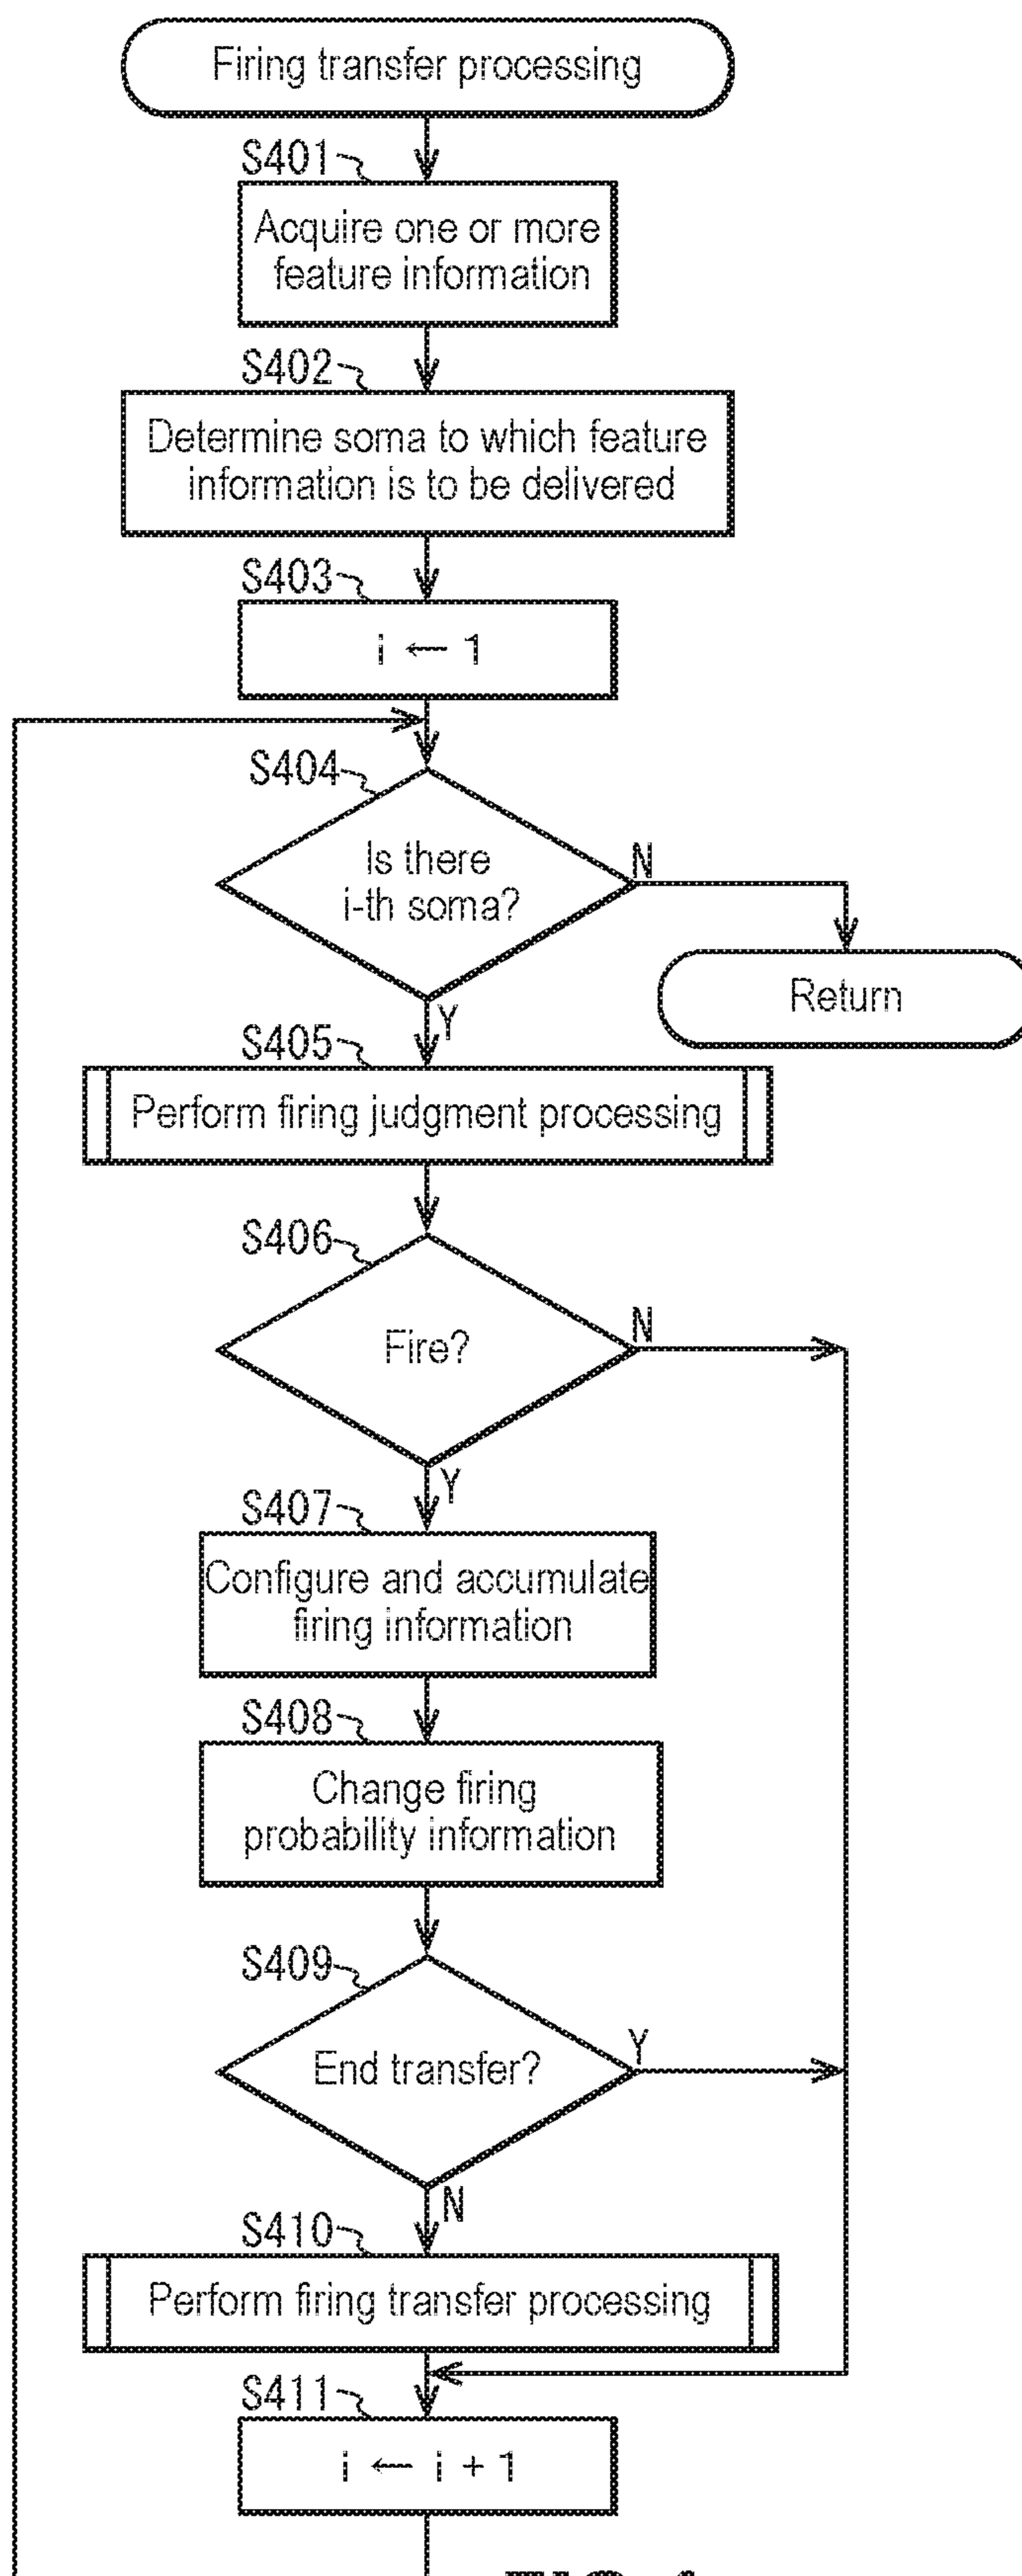 Firing transfer processing
S401
Acquire one or more
feature information
S402
Determine soma to which feature
information is to be delivered
S403
i ← 1
S404
Is there
i-th soma?
N
Return
Y
S405
Perform firing judgment processing
S406
Fire?
N
Y
S407
Configure and accumulate
firing information
S408
Change firing
probability information
S409
End transfer?
Y
N
S410
Perform firing transfer processing
S411
i ← i + 1